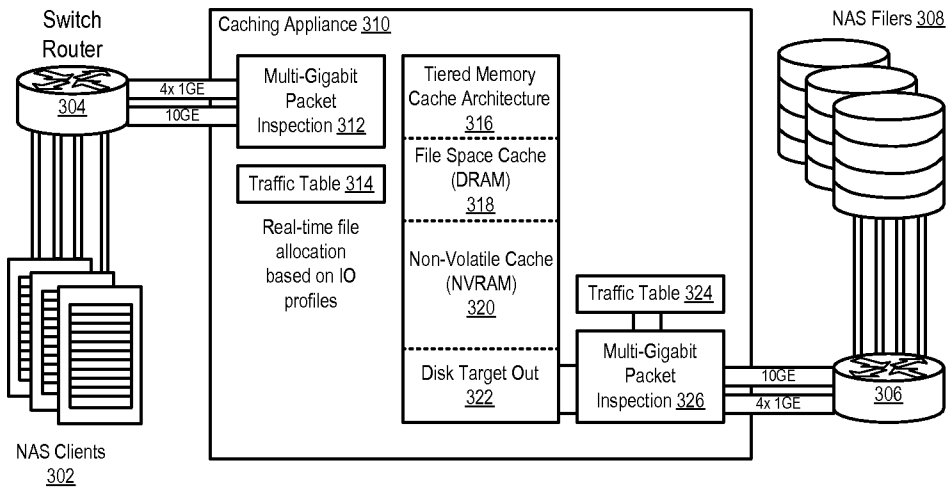 Switch
Router
304
4x 1GE
10GE
NAS Clients
302
Caching Appliance 310
Multi-Gigabit
Packet
Inspection 312
Traffic Table 314
Real-time file
allocation
based on IO
profiles
Tiered Memory
Cache Architecture
316
File Space Cache
(DRAM)
318
Non-Volatile Cache
(NVRAM)
320
Disk Target Out
322
Traffic Table 324
Multi-Gigabit
Packet
Inspection 326
10GE
4x 1GE
NAS Filers 308
306